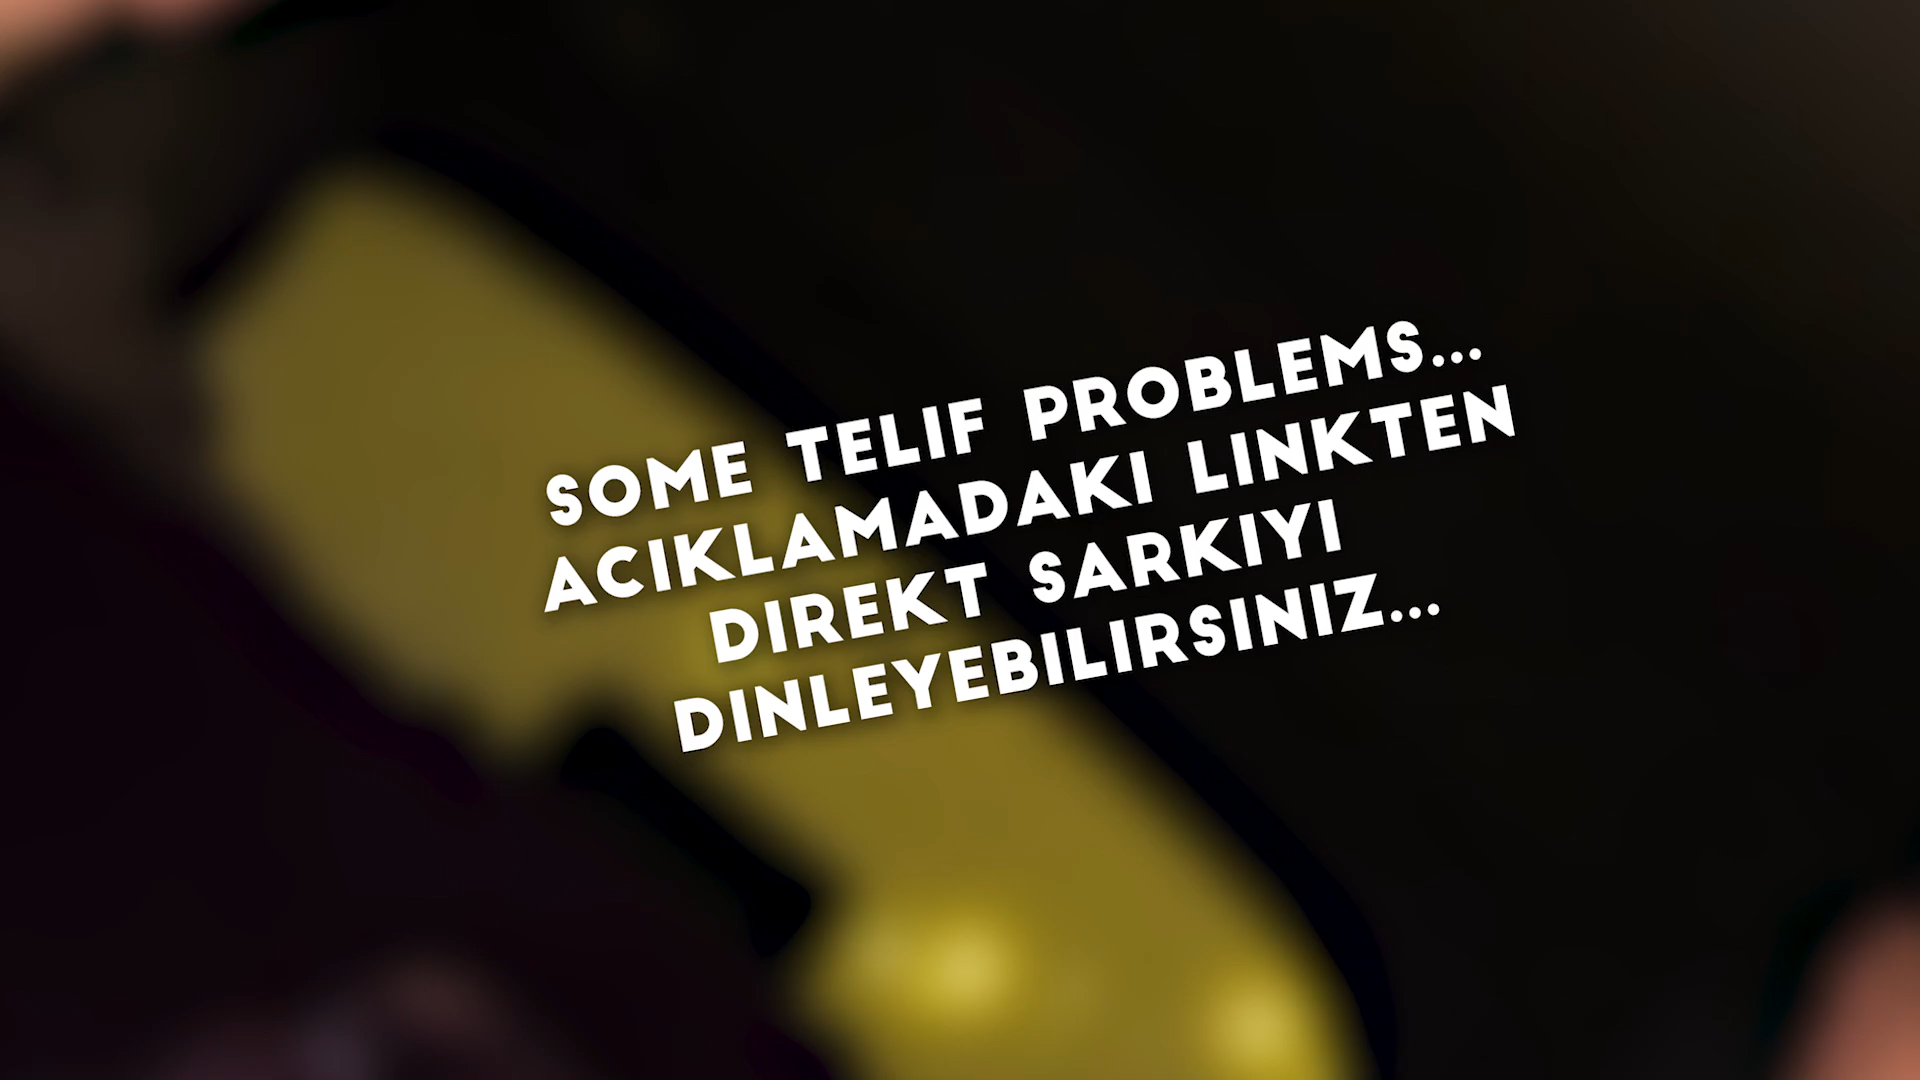 SOME TELIF PROBLEMS...
ACIKLAMADAKI LINKTEN
DIREKT SARKIYI
DINLEYEBILIRSINIZ...